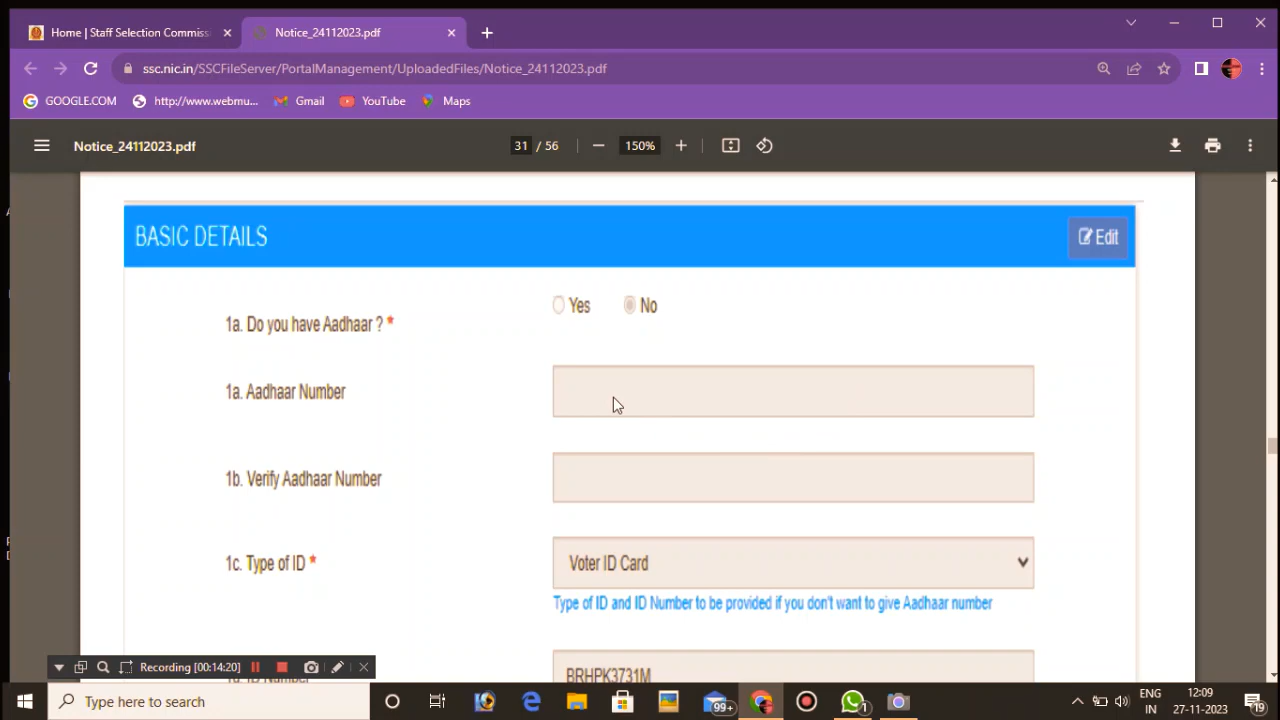 Home | Staff Selection Commiss
Notice_24112023.pdf
ssc.nic.in/SSCFileServer/PortalManagement/UploadedFiles/Notice_24112023.pdf
GOOGLE.COM
http://www.webmu...
Gmail
YouTube
Maps
Notice_24112023.pdf
31 / 56
150%
BASIC DETAILS
Edit
1a. Do you have Aadhaar ? *
Yes
No
1a. Aadhaar Number
1b. Verify Aadhaar Number
1c. Type of ID *
Voter ID Card
Type of ID and ID Number to be provided if you don't want to give Aadhaar number
BRHPK3731M
Recording [00:14:20]
Type here to search
99+
1
ENG
IN
12:09
27-11-2023
19